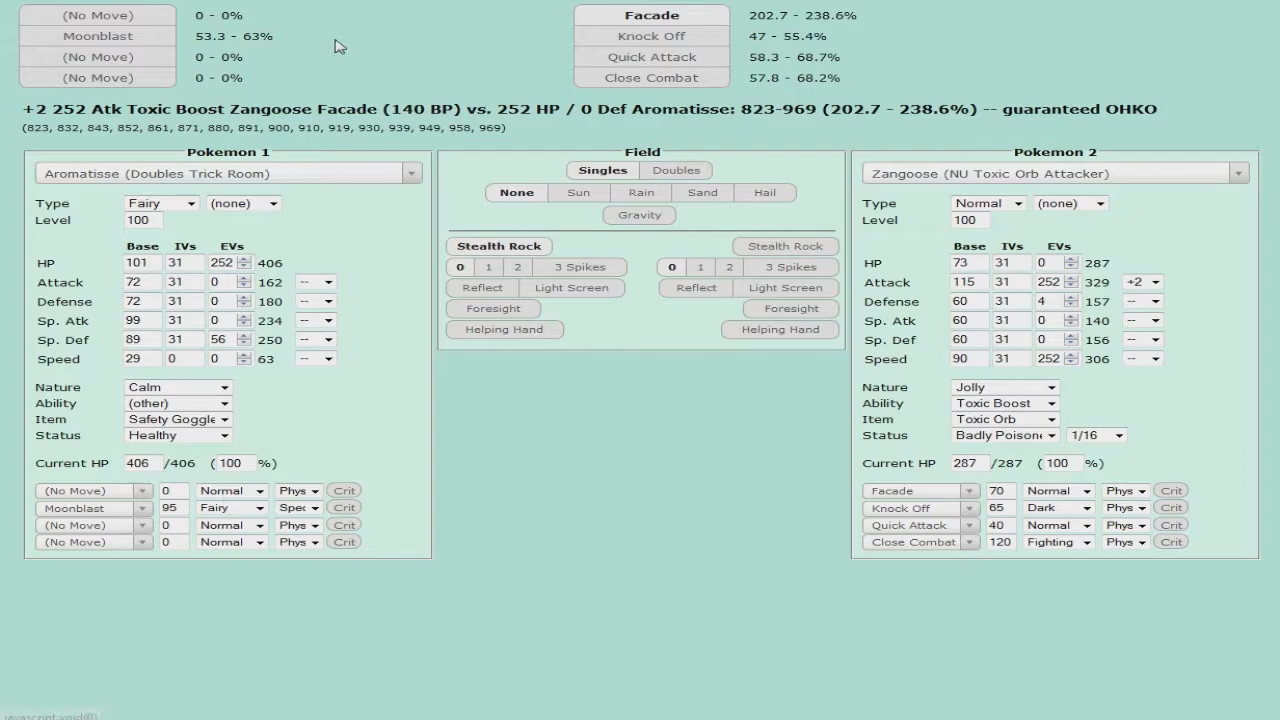 (No Move) 0 - 0% Facade 202.7 - 238.6%
Moonblast 53.3 - 63% Knock Off 47 - 55.4%
(No Move) 0 - 0% Quick Attack 58.3 - 68.7%
(No Move) 0 - 0% Close Combat 57.8 - 68.2%
+2 252 Atk Toxic Boost Zangoose Facade (140 BP) vs. 252 HP / 0 Def Aromatisse: 823-969 (202.7 - 238.6%) -- guaranteed OHKO
(823, 832, 843, 852, 861, 871, 880, 891, 900, 910, 919, 930, 939, 949, 958, 969)
Pokemon 1
Aromatisse (Doubles Trick Room)
Type Fairy (none)
Level 100
Base IVs EVs
HP 101 31 252 406
Attack 72 31 0 162 --
Defense 72 31 0 180 --
Sp. Atk 99 31 0 234 --
Sp. Def 89 31 56 250 --
Speed 29 0 0 63 --
Nature Calm
Ability (other)
Item Safety Goggle
Status Healthy
Current HP 406 /406 ( 100 %)
(No Move) 0 Normal Phys Crit
Moonblast 95 Fairy Spec Crit
(No Move) 0 Normal Phys Crit
(No Move) 0 Normal Phys Crit
Field
Singles Doubles
None Sun Rain Sand Hail
Gravity
Stealth Rock Stealth Rock
0 1 2 3 Spikes 0 1 2 3 Spikes
Reflect Light Screen Reflect Light Screen
Foresight Foresight
Helping Hand Helping Hand
Pokemon 2
Zangoose (NU Toxic Orb Attacker)
Type Normal (none)
Level 100
Base IVs EVs
HP 73 31 0 287
Attack 115 31 252 329 +2
Defense 60 31 4 157 --
Sp. Atk 60 31 0 140 --
Sp. Def 60 31 0 156 --
Speed 90 31 252 306 --
Nature Jolly
Ability Toxic Boost
Item Toxic Orb
Status Badly Poisone 1/16
Current HP 287 /287 ( 100 %)
Facade 70 Normal Phys Crit
Knock Off 65 Dark Phys Crit
Quick Attack 40 Normal Phys Crit
Close Combat 120 Fighting Phys Crit